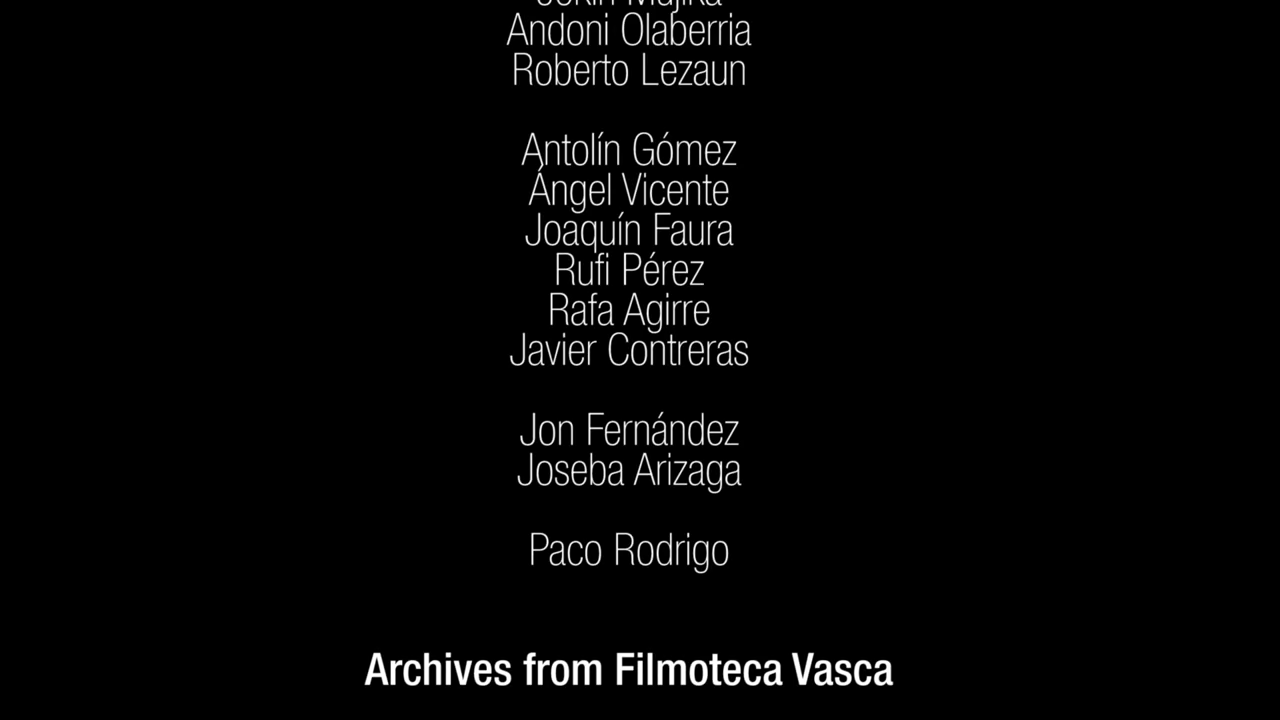 Andoni Olaberria
Roberto Lezaun
Antolín Gómez
Ángel Vicente
Joaquín Faura
Rufi Pérez
Rafa Agirre
Javier Contreras
Jon Fernández
Joseba Arizaga
Paco Rodrigo
Archives from Filmoteca Vasca